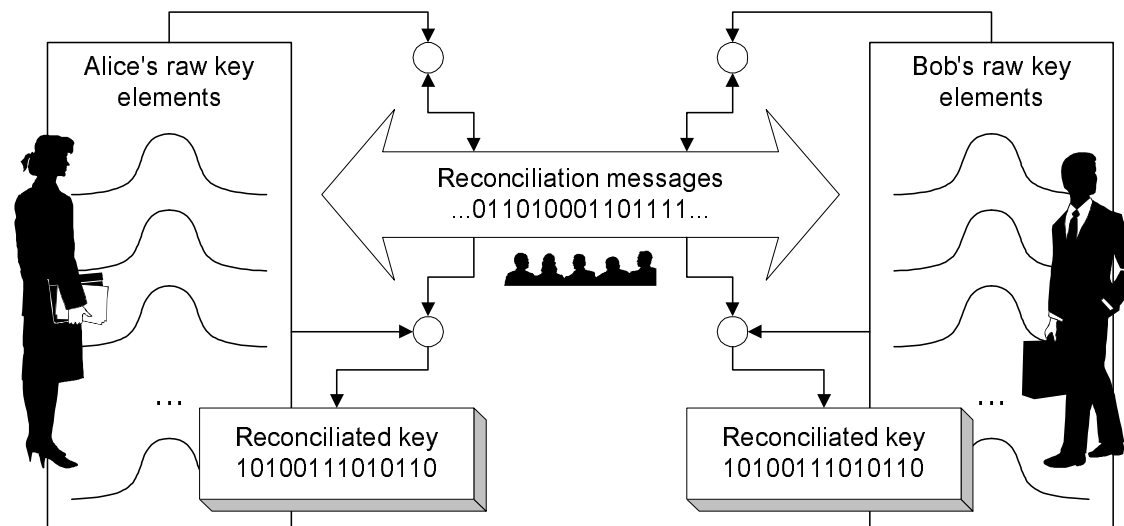 Alice's raw key
elements
Bob's raw key
elements
Reconciliation messages
...011010001101111...
...
...
Reconciliated key
10100111010110
Reconciliated key
10100111010110